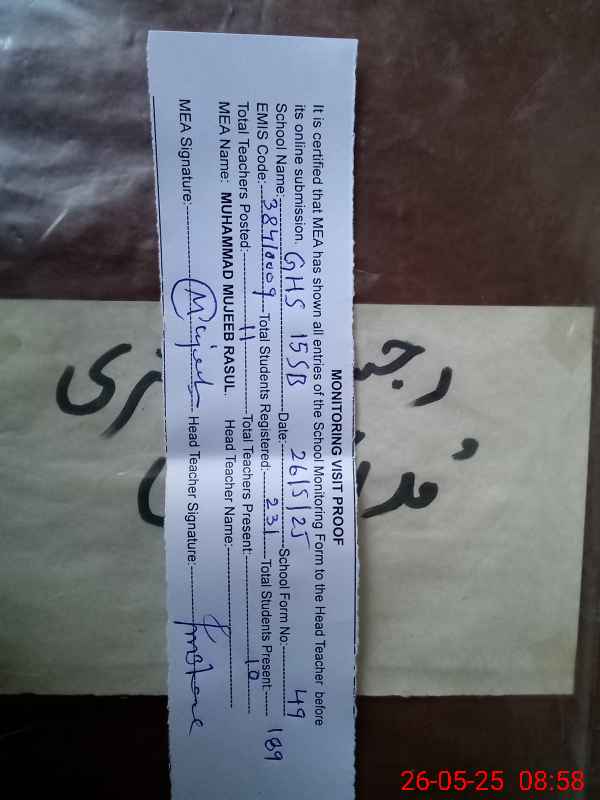 MONITORING VISIT PROOF
It is certified that MEA has shown all entries of the School Monitoring Form to the Head Teacher before
its online submission.
School Name: GHS 15SB Date: 26/5/25 School Form No: 49
EMIS Code: 38410009 Total Students Registered: 231 Total Students Present: 189
Total Teachers Posted: 11 Total Teachers Present: 10
MEA Name: MUHAMMAD MUJEEB RASUL. Head Teacher Name:
MEA Signature: Mujeeb Head Teacher Signature:
26-05-25 08:58